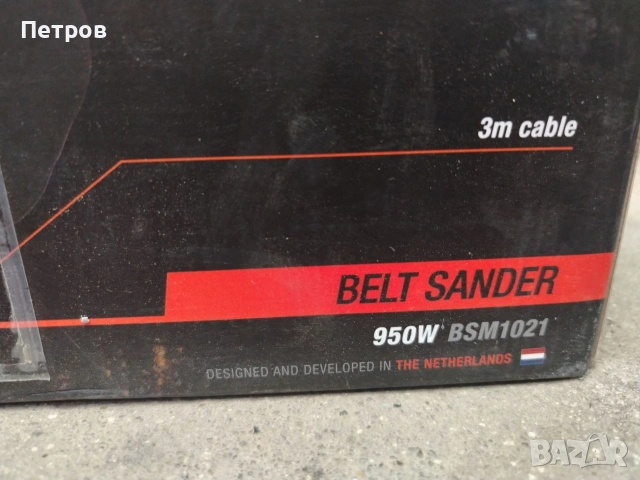 Петров
3m cable
BELT SANDER
950W BSM1021
DESIGNED AND DEVELOPED IN THE NETHERLANDS
BAZAR